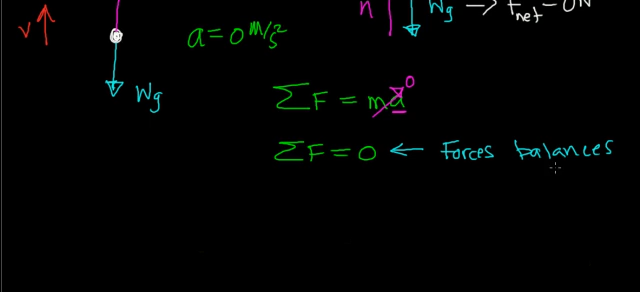 v
n
Wg → Fnet = 0N
a = 0 m/s²
Wg
ΣF = ma⁰
ΣF = 0 ← Forces balances